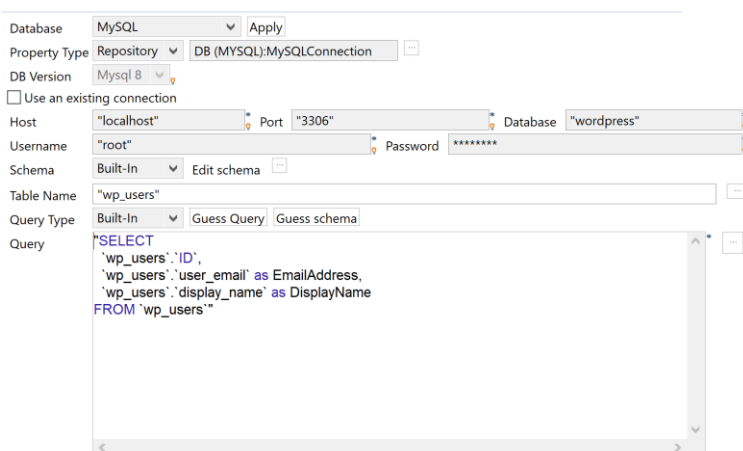 Database MySQL Apply
Property Type Repository DB (MYSQL):MySQLConnection ...
DB Version Mysql 8
Use an existing connection
Host "localhost" Port "3306" Database "wordpress"
Username "root" Password ********
Schema Built-In Edit schema ...
Table Name "wp_users" ...
Query Type Built-In Guess Query Guess schema
Query "SELECT ...
`wp_users`.`ID`,
`wp_users`.`user_email` as EmailAddress,
`wp_users`.`display_name` as DisplayName
FROM `wp_users`"